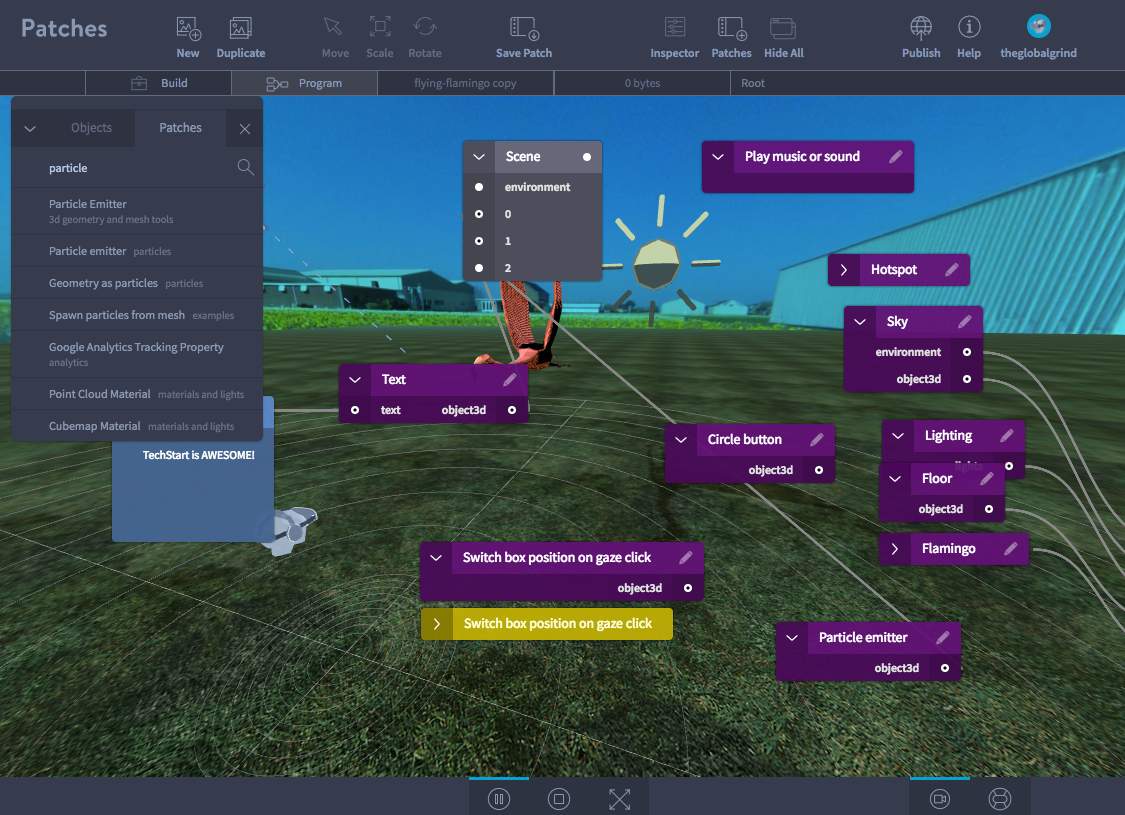 Patches
New
Duplicate
Move
Scale
Rotate
Save Patch
Inspector
Patches
Hide All
Publish
Help
theglobalgrind
Build
Program
flying-flamingo copy
0 bytes
Root
Objects
Patches
particle
Particle Emitter
3d geometry and mesh tools
Particle emitter particles
Geometry as particles particles
Spawn particles from mesh examples
Google Analytics Tracking Property
analytics
Point Cloud Material materials and lights
Cubemap Material materials and lights
TechStart is AWESOME!
Scene
environment
0
1
2
Play music or sound
Hotspot
Sky
environment
object3d
Text
text object3d
Circle button
object3d
Lighting
lights
Floor
object3d
Flamingo
Switch box position on gaze click
object3d
Switch box position on gaze click
Particle emitter
object3d